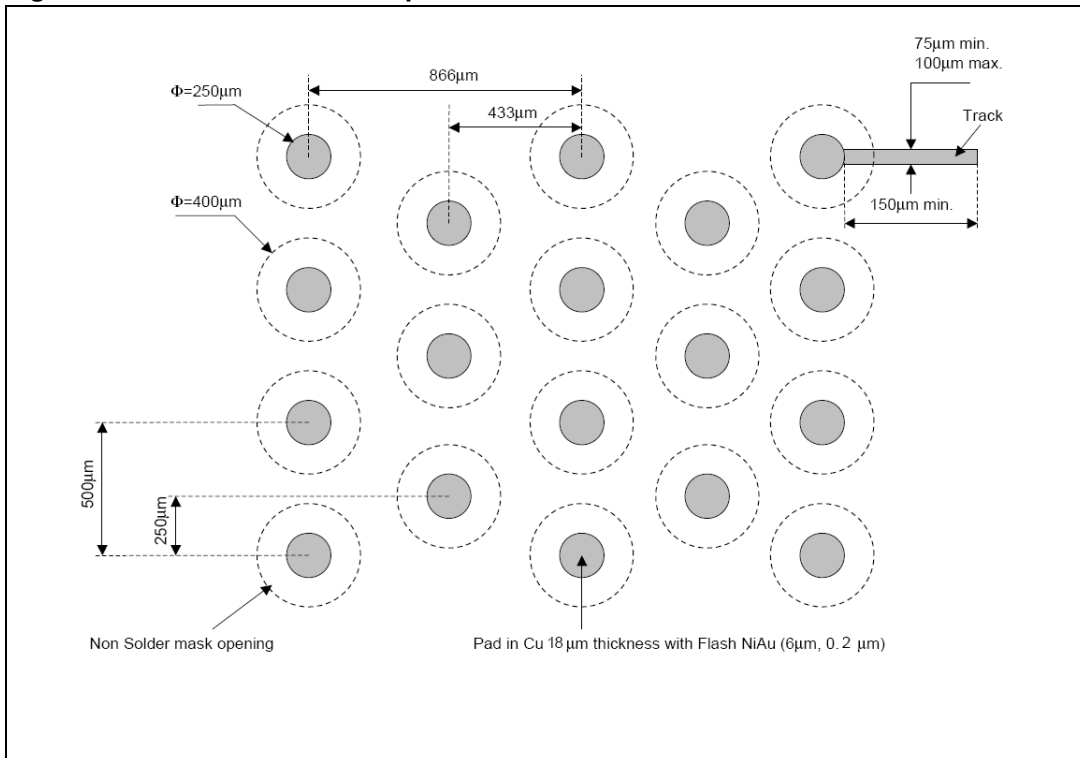 75µm min.
100µm max.
866µm
Φ=250µm
433µm
Track
Φ=400µm
150µm min.
500µm
250µm
Non Solder mask opening
Pad in Cu 18 µm thickness with Flash NiAu (6µm, 0. 2 µm)